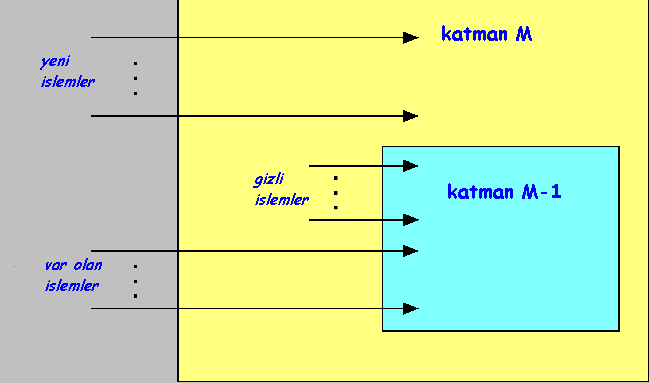 katman M
yeni
islemler
gizli
islemler
katman M-1
var olan
islemler